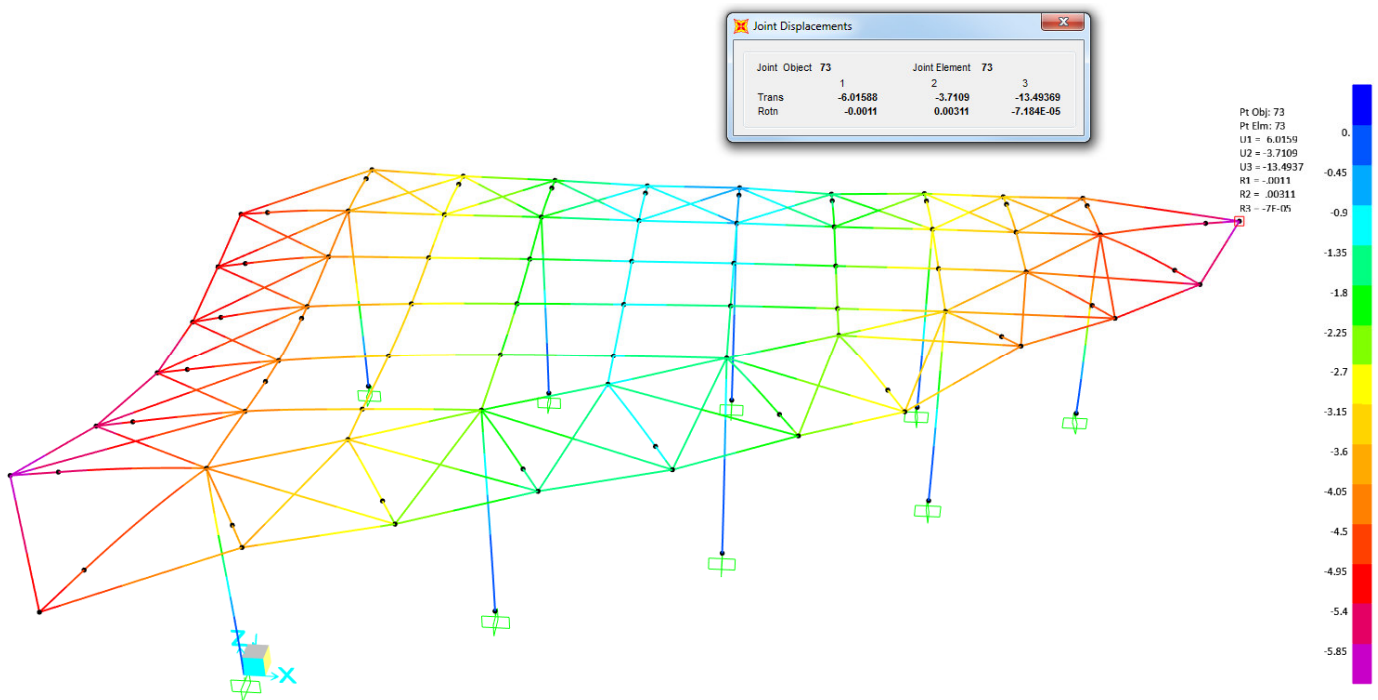 Joint Displacements
Joint Object 73 Joint Element 73
1 2 3
Trans -6.01588 -3.7109 -13.49369
Rotn -0.0011 0.00311 -7.184E-05
Pt Obj: 73
Pt Elm: 73
U1 = 6.0159
U2 = -3.7109
U3 = -13.4937
R1 = -.0011
R2 = .00311
R3 = -7E-05
0.
-0.45
-0.9
-1.35
-1.8
-2.25
-2.7
-3.15
-3.6
-4.05
-4.5
-4.95
-5.4
-5.85
Z
X